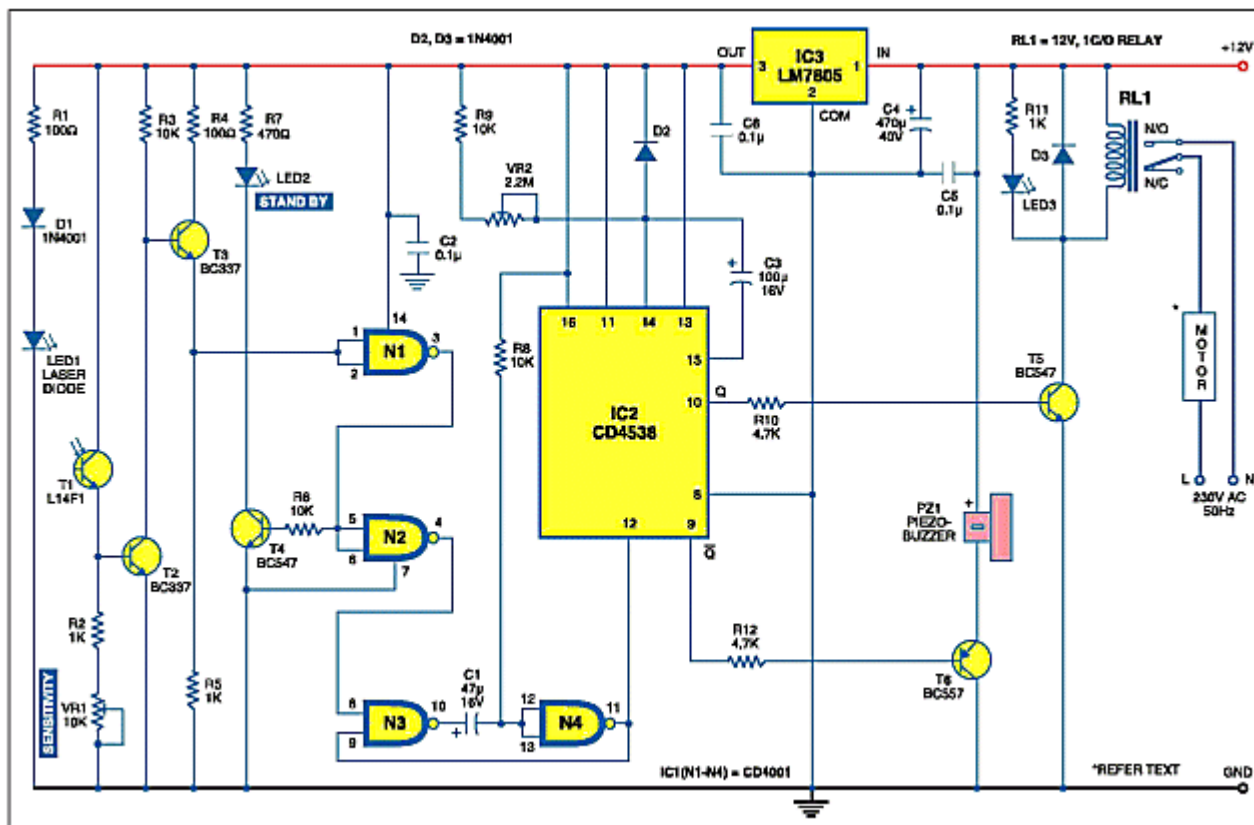 D2, D3 = 1N4001
OUT
IC3
LM7805
3
1
2
IN
COM
RL1 = 12V, 1C/O RELAY
+12V
R1
100Ω
R3
10K
R4
100Ω
R7
470Ω
R9
10K
D2
C6
0.1µ
C4
470µ
40V
+
R11
1K
D3
RL1
N/O
N/C
LED2
STAND BY
VR2
2.2M
C5
0.1µ
LED3
D1
1N4001
T3
BC337
C2
0.1µ
C3
100µ
16V
+
14
1
2
N1
3
16
11
14
13
15
LED1
LASER
DIODE
R8
10K
IC2
CD4538
10
Q
R10
4.7K
T5
BC547
*
MOTOR
T1
L14F1
R6
10K
8
L
N
230V AC
50Hz
T4
BC547
5
6
N2
4
7
12
9
Q
PZ1
PIEZO-
BUZZER
+
T2
BC337
R2
1K
R12
4.7K
T6
BC557
SENSITIVITY
VR1
10K
R5
1K
N3
10
9
C1
47µ
16V
+
12
13
N4
11
IC1(N1-N4) = CD4001
*REFER TEXT
GND